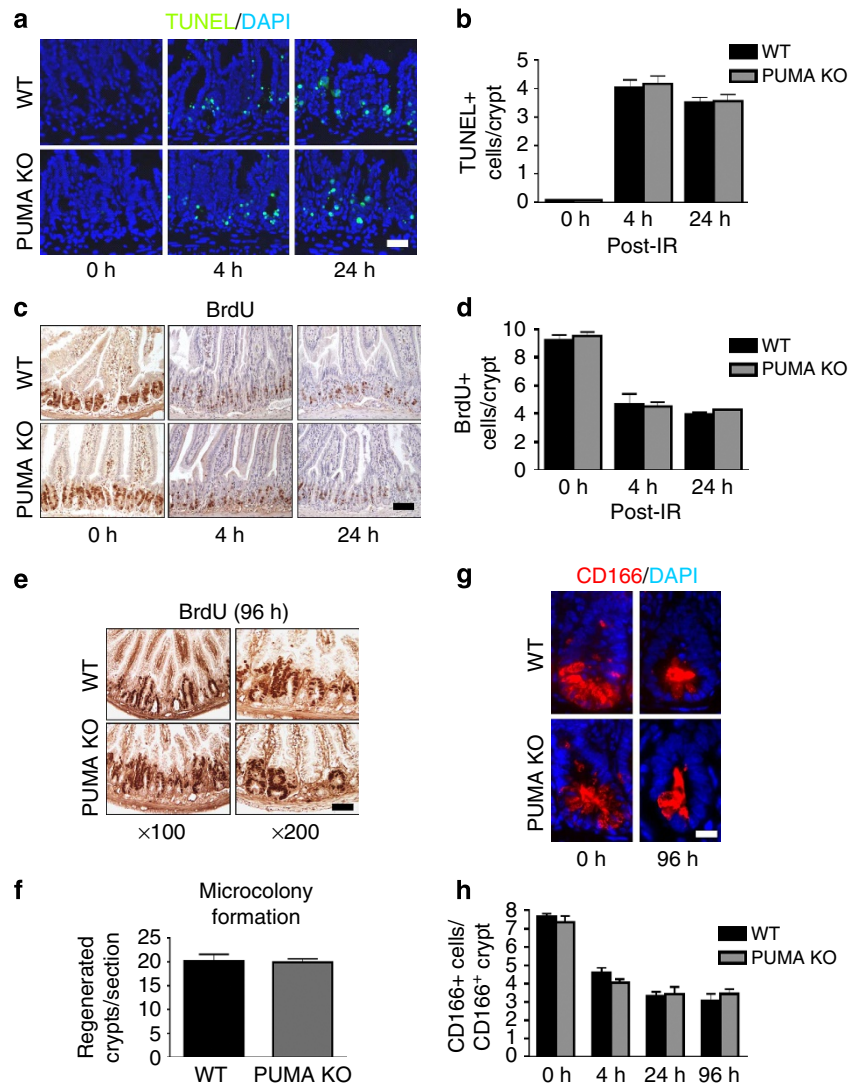 a
TUNEL/DAPI
WT
PUMA KO
0 h
4 h
24 h
b
TUNEL+
cells/crypt
5
4
3
2
1
0
WT
PUMA KO
0 h
4 h
24 h
Post-IR
c
BrdU
WT
PUMA KO
0 h
4 h
24 h
d
BrdU+
cells/crypt
10
8
6
4
2
0
WT
PUMA KO
0 h
4 h
24 h
Post-IR
e
BrdU (96 h)
WT
PUMA KO
×100
×200
f
Microcolony
formation
Regenerated
crypts/section
25
20
15
10
5
0
WT
PUMA KO
g
CD166/DAPI
WT
PUMA KO
0 h
96 h
h
CD166+ cells/
CD166⁺ crypt
8
7
6
5
4
3
2
1
0
WT
PUMA KO
0 h
4 h
24 h
96 h